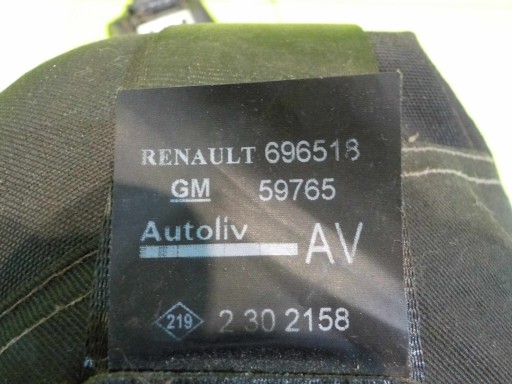 RENAULT 696518
GM 59765
Autoliv
AV
219 2 30 2158